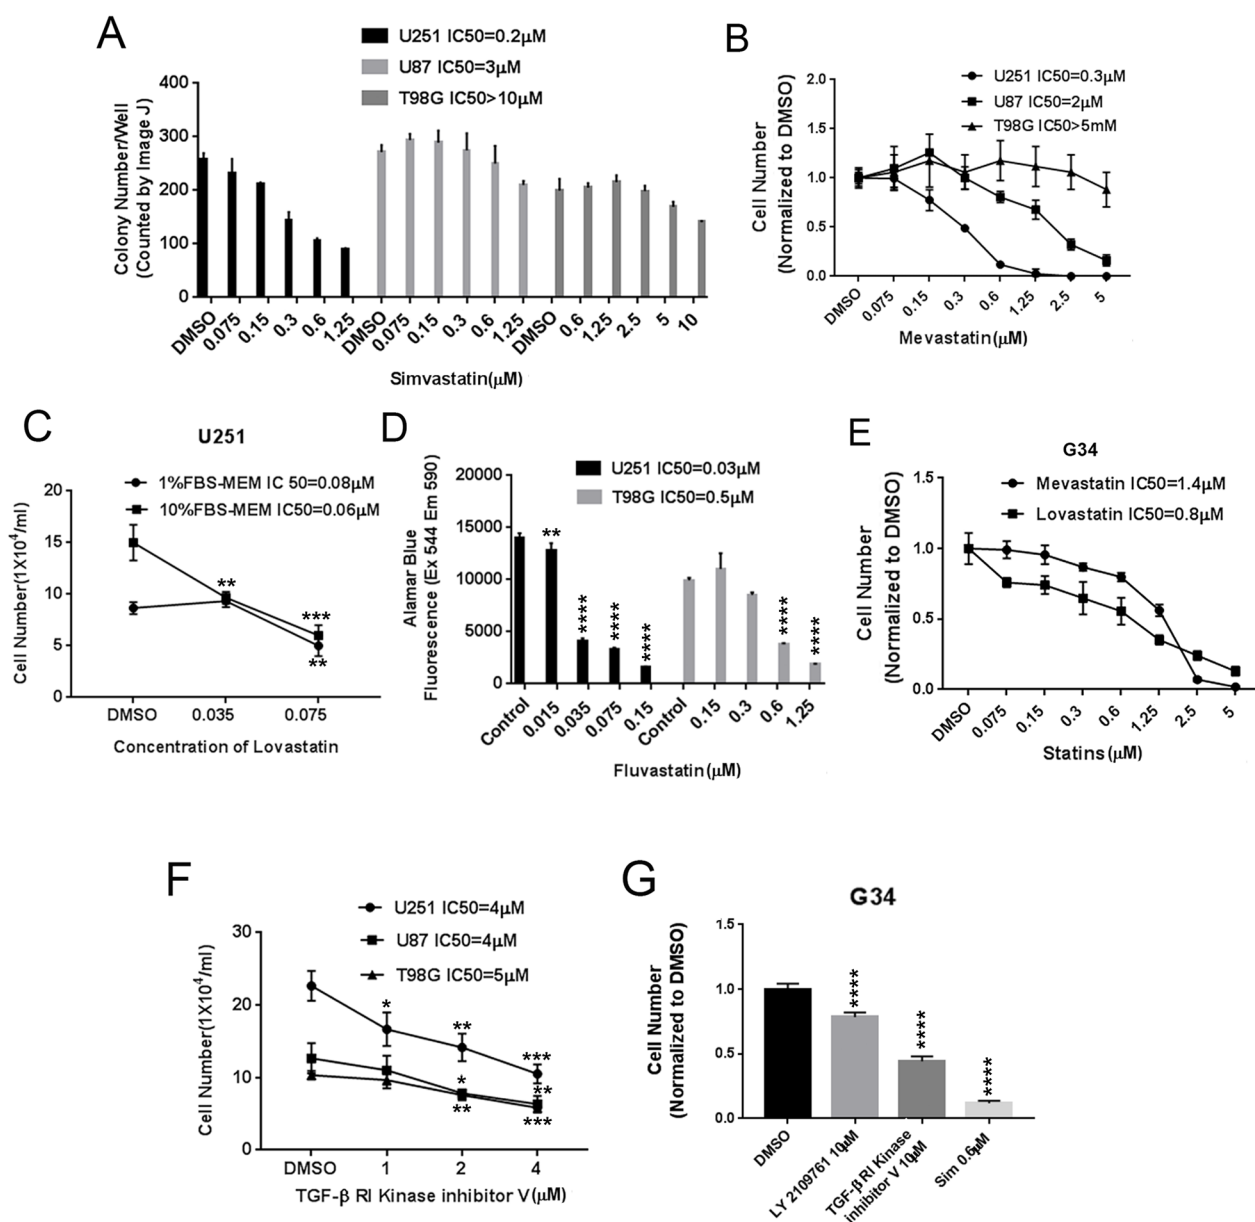 A
U251 IC50=0.2μM
U87 IC50=3μM
T98G IC50>10μM
Colony Number/Well
(Counted by Image J)
400
300
200
100
0
DMSO 0.075 0.15 0.3 0.6 1.25 DMSO 0.075 0.15 0.3 0.6 1.25 DMSO 0.6 1.25 2.5 5 10
Simvastatin(μM)
B
U251 IC50=0.3μM
U87 IC50=2μM
T98G IC50>5mM
Cell Number
(Normalized to DMSO)
2.0
1.5
1.0
0.5
0.0
DMSO 0.075 0.15 0.3 0.6 1.25 2.5 5
Mevastatin(μM)
C
U251
1%FBS-MEM IC 50=0.08μM
10%FBS-MEM IC50=0.06μM
Cell Number(1X10⁴/ml)
20
15
10
5
0
**
***
**
DMSO 0.035 0.075
Concentration of Lovastatin
D
U251 IC50=0.03μM
T98G IC50=0.5μM
Alamar Blue
Fluorescence (Ex 544 Em 590)
20000
15000
10000
5000
0
**
****
****
****
****
****
Control 0.015 0.035 0.075 0.15 Control 0.15 0.3 0.6 1.25
Fluvastatin(μM)
E
G34
Mevastatin IC50=1.4μM
Lovastatin IC50=0.8μM
Cell Number
(Normalized to DMSO)
1.5
1.0
0.5
0.0
DMSO 0.075 0.15 0.3 0.6 1.25 2.5 5
Statins(μM)
F
U251 IC50=4μM
U87 IC50=4μM
T98G IC50=5μM
Cell Number(1X10⁴/ml)
30
20
10
0
*
**
***
*
**
**
***
DMSO 1 2 4
TGF-β RI Kinase inhibitor V(μM)
G
G34
Cell Number
(Normalized to DMSO)
1.5
1.0
0.5
0.0
****
****
****
DMSO
LY 2109761 10μM
TGF-β RI Kinase
inhibitor V 10μM
Sim 0.6μM